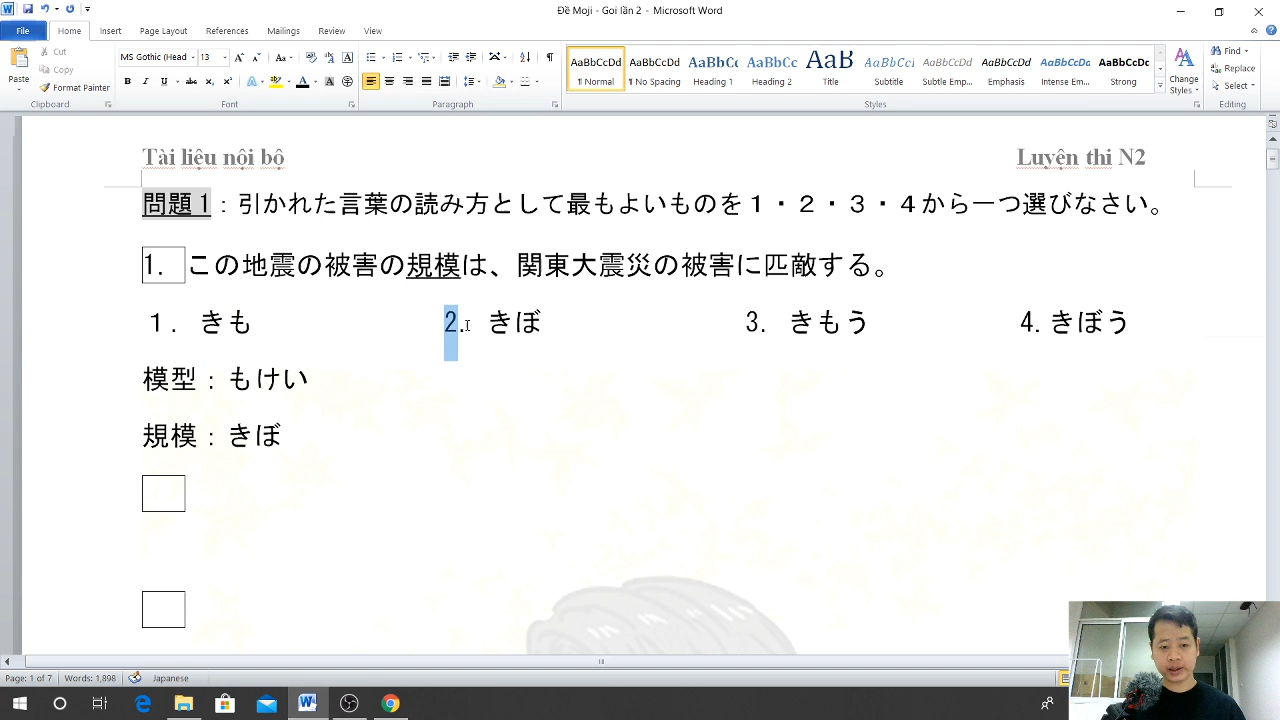 Đề Moji - Goi lần 2 - Microsoft Word
File Home Insert Page Layout References Mailings Review View
Cut
Copy
Format Painter
Paste
MS Gothic (Head 13
AaBbCcDd AaBbCcDd AaBbCc AaBbCc AaB AaBbCcI AaBbCcDd AaBbCcDd AaBbCcDd AaBbCcDc
¶ Normal ¶ No Spacing Heading 1 Heading 2 Title Subtitle Subtle Emp... Emphasis Intense Em... Strong
Change Styles
Find
Replace
Select
Clipboard Font Paragraph Styles Editing
Tài liệu nội bộ Luyện thi N2
問題1：引かれた言葉の読み方として最もよいものを１・２・３・４から一つ選びなさい。
1. この地震の被害の規模は、関東大震災の被害に匹敵する。
１. きも 2. きぼ 3. きもう 4. きぼう
模型：もけい
規模：きぼ
Page: 1 of 7 Words: 1,898 Japanese